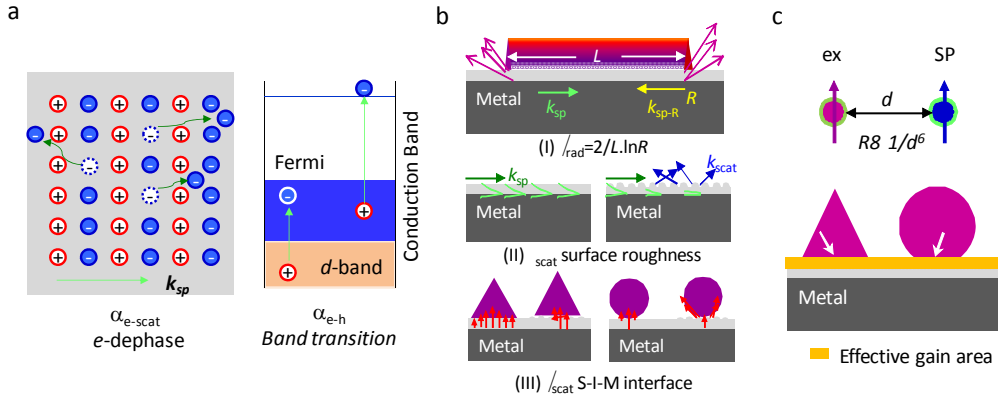 a
+ - + - + -
- + - + -
+ - + - +
+ - + - + -
+ - + - + -
+ - + - + -
k_sp
α_e-scat
e-dephase
Fermi
d-band
Conduction Band
α_e-h
Band transition
b
L
Metal
k_sp
k_sp-R
R
(I) /_rad=2/L.lnR
k_sp
k_scat
Metal
Metal
(II) _scat surface roughness
Metal
Metal
(III) /_scat S-I-M interface
c
ex
SP
d
R8 1/d^6
Metal
Effective gain area